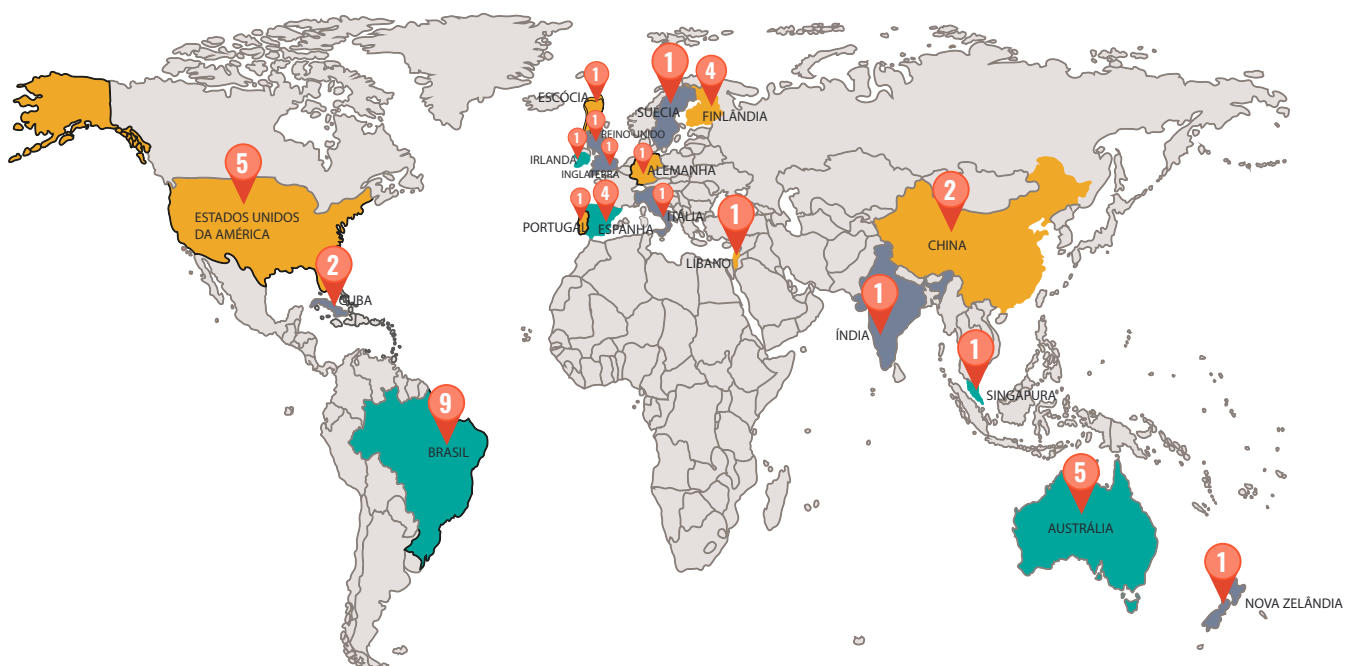 1
4
1
ESCÓCIA
SUECIA
FINLÂNDIA
1
REINO UNIDO
1
IRLANDA
1
INGLATERRA
1
ALEMANHA
5
ESTADOS UNIDOS
DA AMÉRICA
2
CUBA
1
PORTUGAL
4
ESPANHA
1
ITÁLIA
1
LÍBANO
2
CHINA
1
ÍNDIA
1
SINGAPURA
9
BRASIL
5
AUSTRÁLIA
1
NOVA ZELÂNDIA